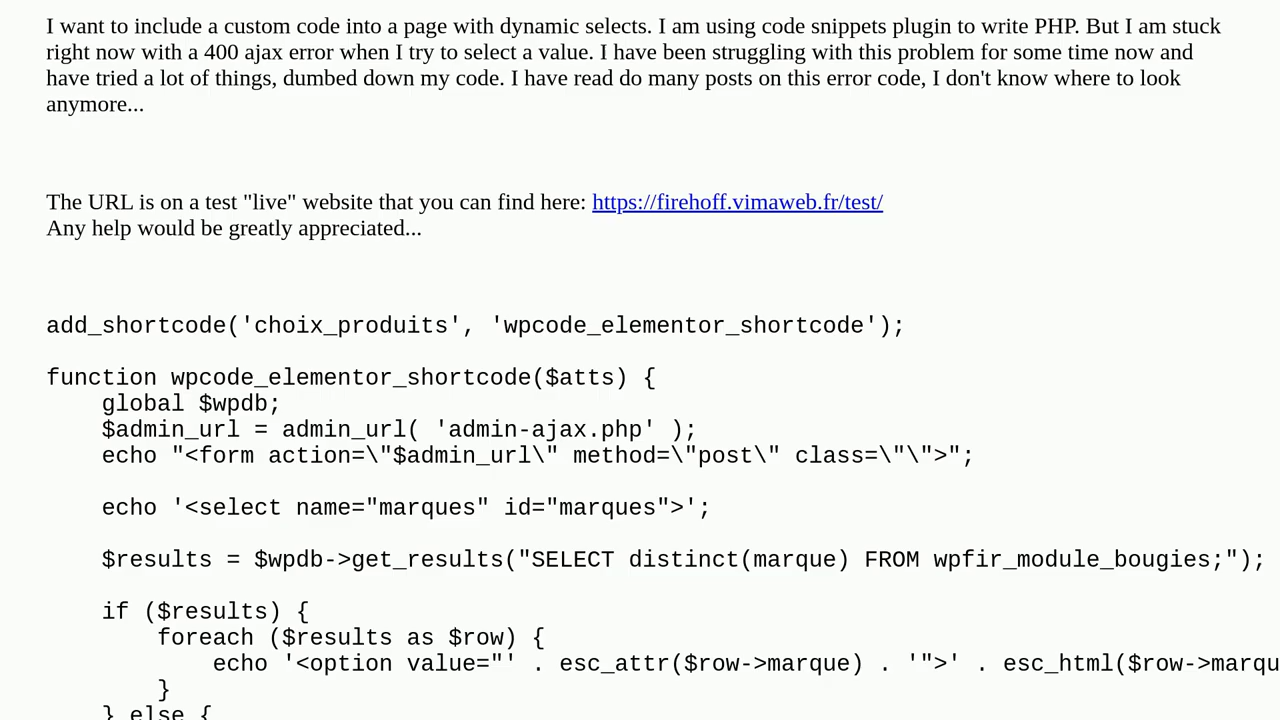 I want to include a custom code into a page with dynamic selects. I am using code snippets plugin to write PHP. But I am stuck
right now with a 400 ajax error when I try to select a value. I have been struggling with this problem for some time now and
have tried a lot of things, dumbed down my code. I have read do many posts on this error code, I don't know where to look
anymore...
The URL is on a test "live" website that you can find here: https://firehoff.vimaweb.fr/test/
Any help would be greatly appreciated...
add_shortcode('choix_produits', 'wpcode_elementor_shortcode');
function wpcode_elementor_shortcode($atts) {
    global $wpdb;
    $admin_url = admin_url( 'admin-ajax.php' );
    echo "<form action=\"$admin_url\" method=\"post\" class=\"\">";
    echo '<select name="marques" id="marques">';
    $results = $wpdb->get_results("SELECT distinct(marque) FROM wpfir_module_bougies;");
    if ($results) {
        foreach ($results as $row) {
            echo '<option value="' . esc_attr($row->marque) . '">' . esc_html($row->marqu
        }
    } else {